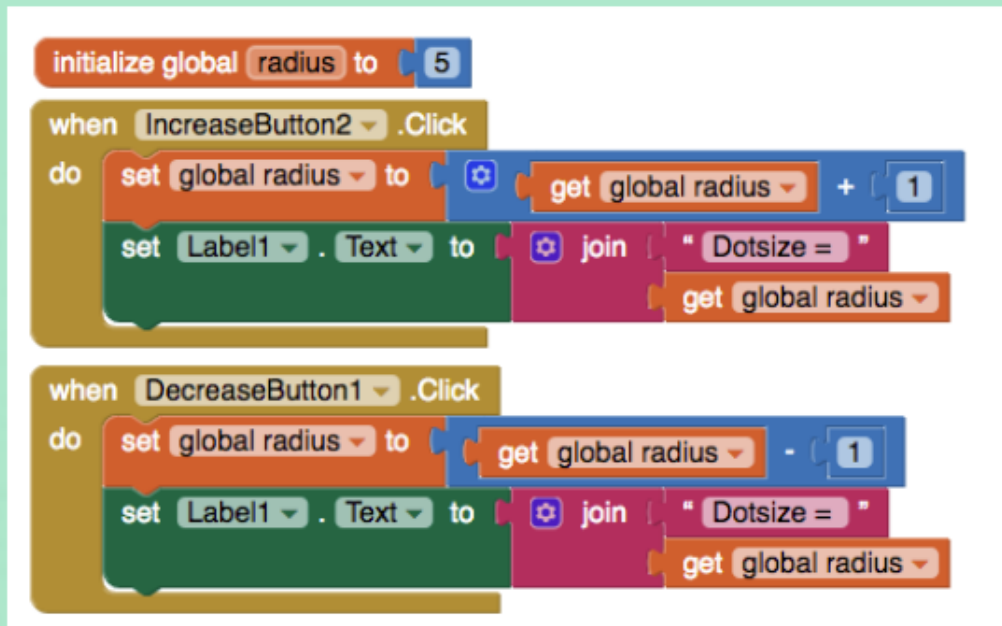 initialize global radius to 5
when IncreaseButton2 .Click
do set global radius to get global radius + 1
set Label1 . Text to join " Dotsize = "
get global radius
when DecreaseButton1 .Click
do set global radius to get global radius - 1
set Label1 . Text to join " Dotsize = "
get global radius